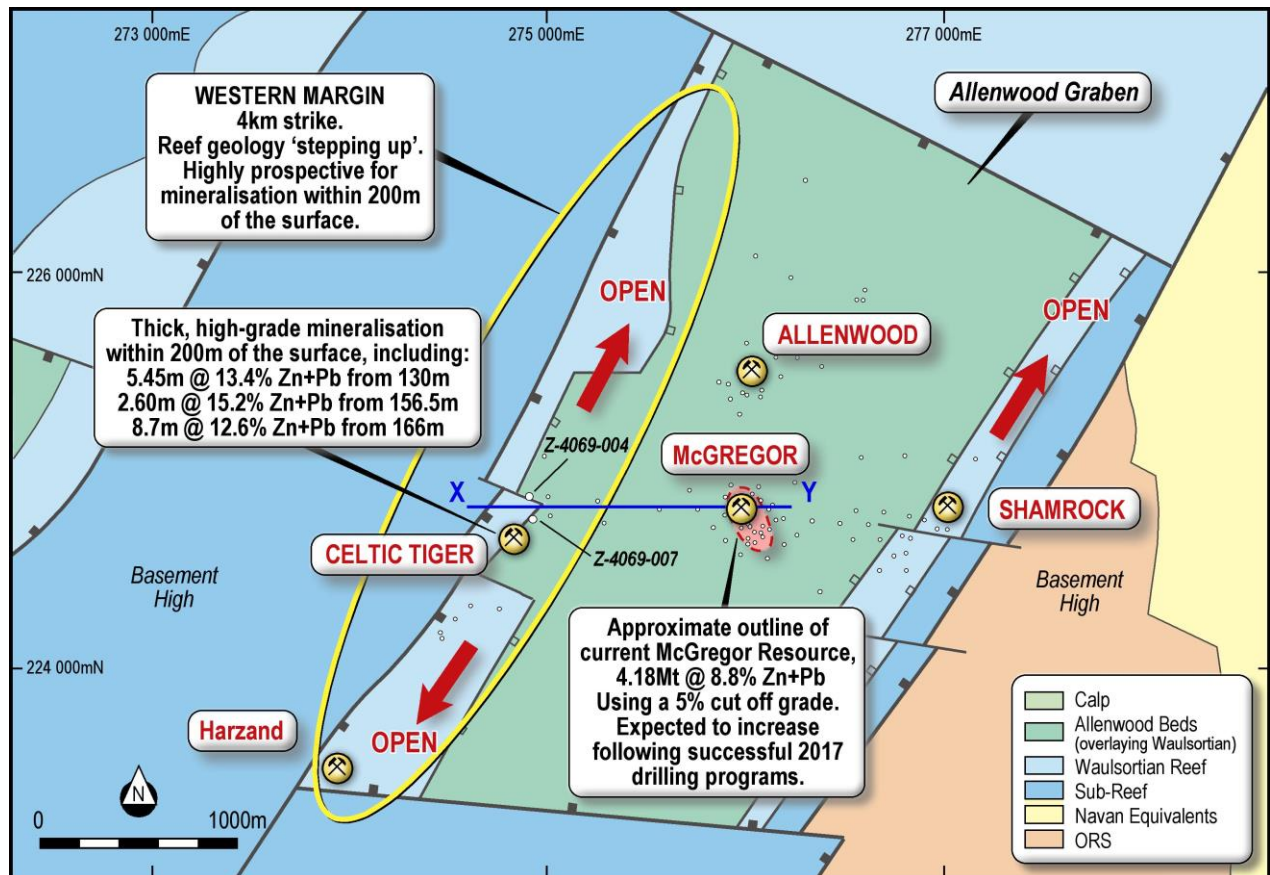 273 000mE
275 000mE
277 000mE
WESTERN MARGIN
4km strike.
Reef geology ‘stepping up’.
Highly prospective for
mineralisation within 200m
of the surface.
Allenwood Graben
226 000mN
OPEN
OPEN
Thick, high-grade mineralisation
within 200m of the surface, including:
5.45m @ 13.4% Zn+Pb from 130m
2.60m @ 15.2% Zn+Pb from 156.5m
8.7m @ 12.6% Zn+Pb from 166m
ALLENWOOD
Z-4069-004
McGREGOR
X
Y
SHAMROCK
CELTIC TIGER
Z-4069-007
Basement
High
Basement
High
Approximate outline of
current McGregor Resource,
4.18Mt @ 8.8% Zn+Pb
Using a 5% cut off grade.
Expected to increase
following successful 2017
drilling programs.
224 000mN
Harzand
OPEN
N
0
1000m
Calp
Allenwood Beds
(overlaying Waulsortian)
Waulsortian Reef
Sub-Reef
Navan Equivalents
ORS